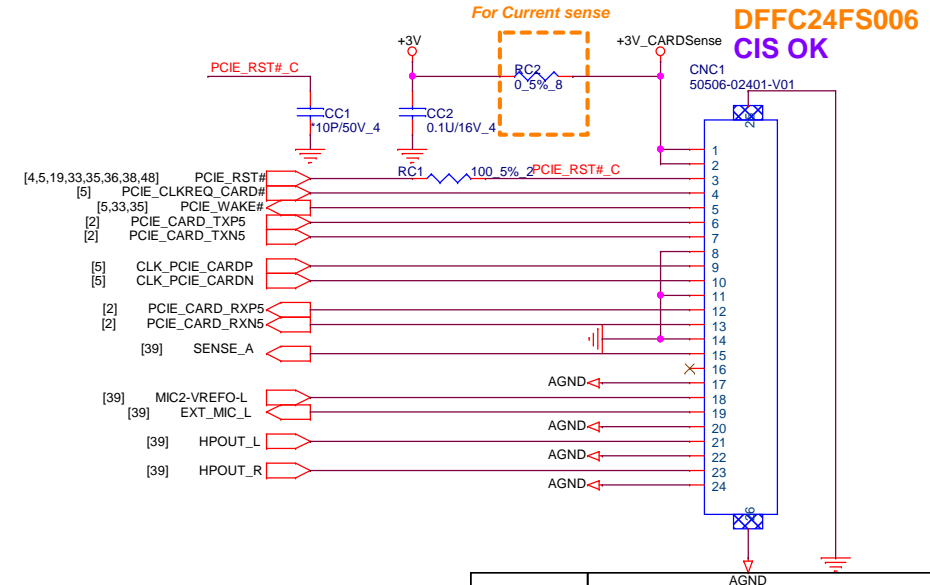 For Current sense
DFFC24FS006
CIS OK
+3V
+3V_CARDSense
PCIE_RST#_C
RC2
0_5%_8
CNC1
50506-02401-V01
CC1
*10P/50V_4
CC2
0.1U/16V_4
25
1
2
[4,5,19,33,35,36,38,48] PCIE_RST# RC1 100_5%_2 PCIE_RST#_C 3
[5] PCIE_CLKREQ_CARD# 4
[5,33,35] PCIE_WAKE# 5
[2] PCIE_CARD_TXP5 6
[2] PCIE_CARD_TXN5 7
8
[5] CLK_PCIE_CARDP 9
[5] CLK_PCIE_CARDN 10
11
[2] PCIE_CARD_RXP5 12
[2] PCIE_CARD_RXN5 13
14
[39] SENSE_A 15
16
AGND 17
[39] MIC2-VREFO-L 18
[39] EXT_MIC_L 19
AGND 20
[39] HPOUT_L 21
AGND 22
[39] HPOUT_R 23
AGND 24
26
AGND